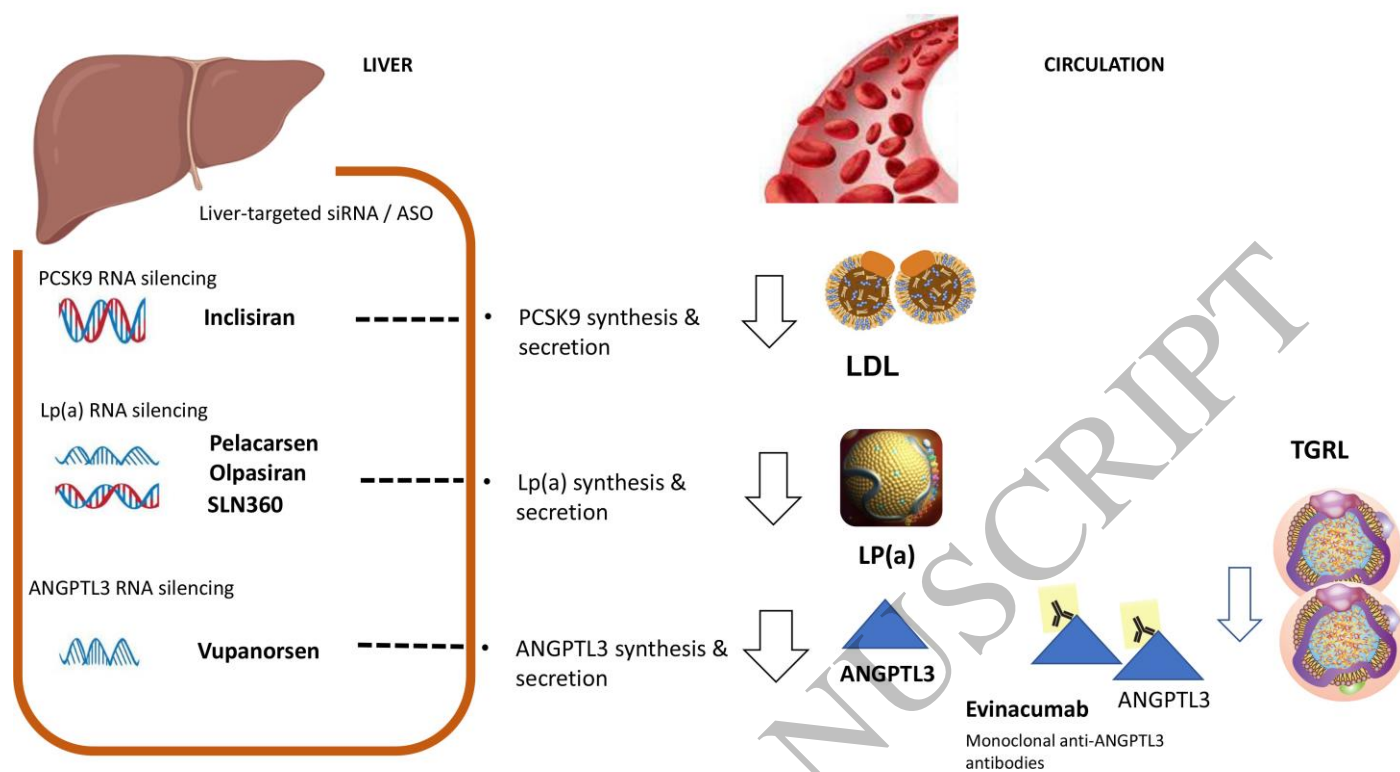 LIVER
CIRCULATION
Liver-targeted siRNA / ASO
PCSK9 RNA silencing
Inclisiran
• PCSK9 synthesis &
secretion
LDL
Lp(a) RNA silencing
Pelacarsen
Olpasiran
SLN360
• Lp(a) synthesis &
secretion
LP(a)
TGRL
ANGPTL3 RNA silencing
Vupanorsen
• ANGPTL3 synthesis &
secretion
ANGPTL3
ANGPTL3
Evinacumab
Monoclonal anti-ANGPTL3
antibodies
NUSCRIPT